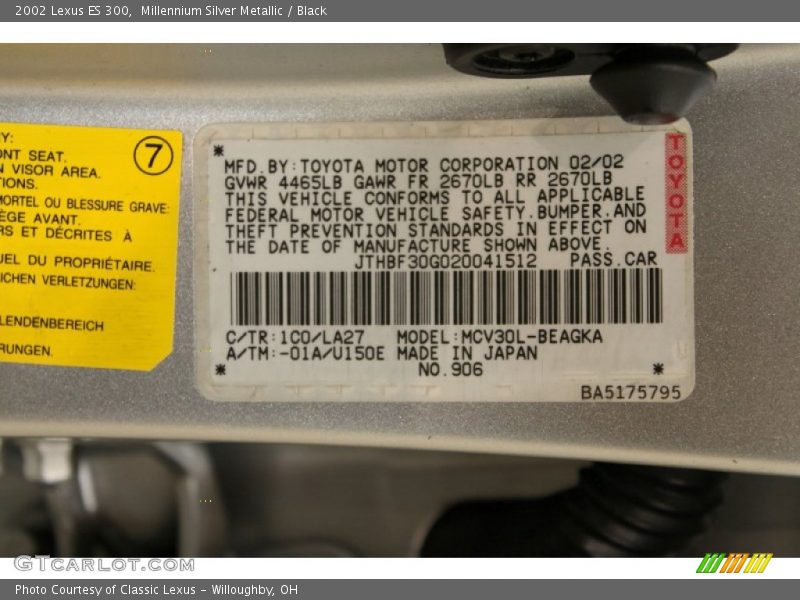 2002 Lexus ES 300,  Millennium Silver Metallic / Black
Y:
ONT SEAT.
N VISOR AREA.
TIONS.
MORTEL OU BLESSURE GRAVE:
ÈGE AVANT.
RS ET DÉCRITES À
UEL DU PROPRIÉTAIRE.
ICHEN VERLETZUNGEN:
LENDENBEREICH
RUNGEN.
7
* MFD.BY:TOYOTA MOTOR CORPORATION 02/02
GVWR 4465LB GAWR FR 2670LB RR 2670LB
THIS VEHICLE CONFORMS TO ALL APPLICABLE
FEDERAL MOTOR VEHICLE SAFETY.BUMPER.AND
THEFT PREVENTION STANDARDS IN EFFECT ON
THE DATE OF MANUFACTURE SHOWN ABOVE.
JTHBF30G020041512 PASS.CAR
C/TR:1C0/LA27 MODEL:MCV30L-BEAGKA
A/TM:-01A/U150E MADE IN JAPAN
* NO.906 *
BA5175795
TOYOTA
GTCARLOT.COM
Photo Courtesy of Classic Lexus - Willoughby, OH